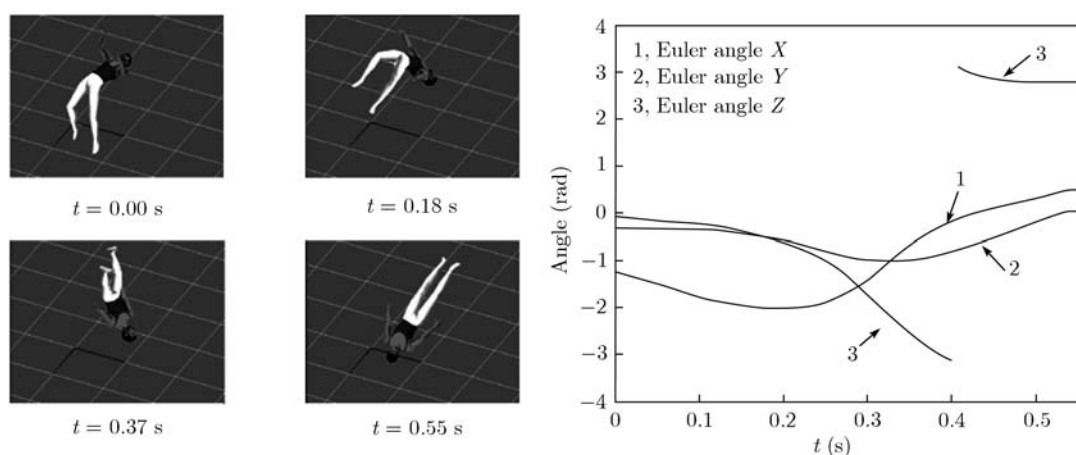 t = 0.00 s
t = 0.18 s
t = 0.37 s
t = 0.55 s
1, Euler angle X
2, Euler angle Y
3, Euler angle Z
3
1
2
3
Angle (rad)
4
3
2
1
0
−1
−2
−3
−4
0 0.1 0.2 0.3 0.4 0.5
t (s)